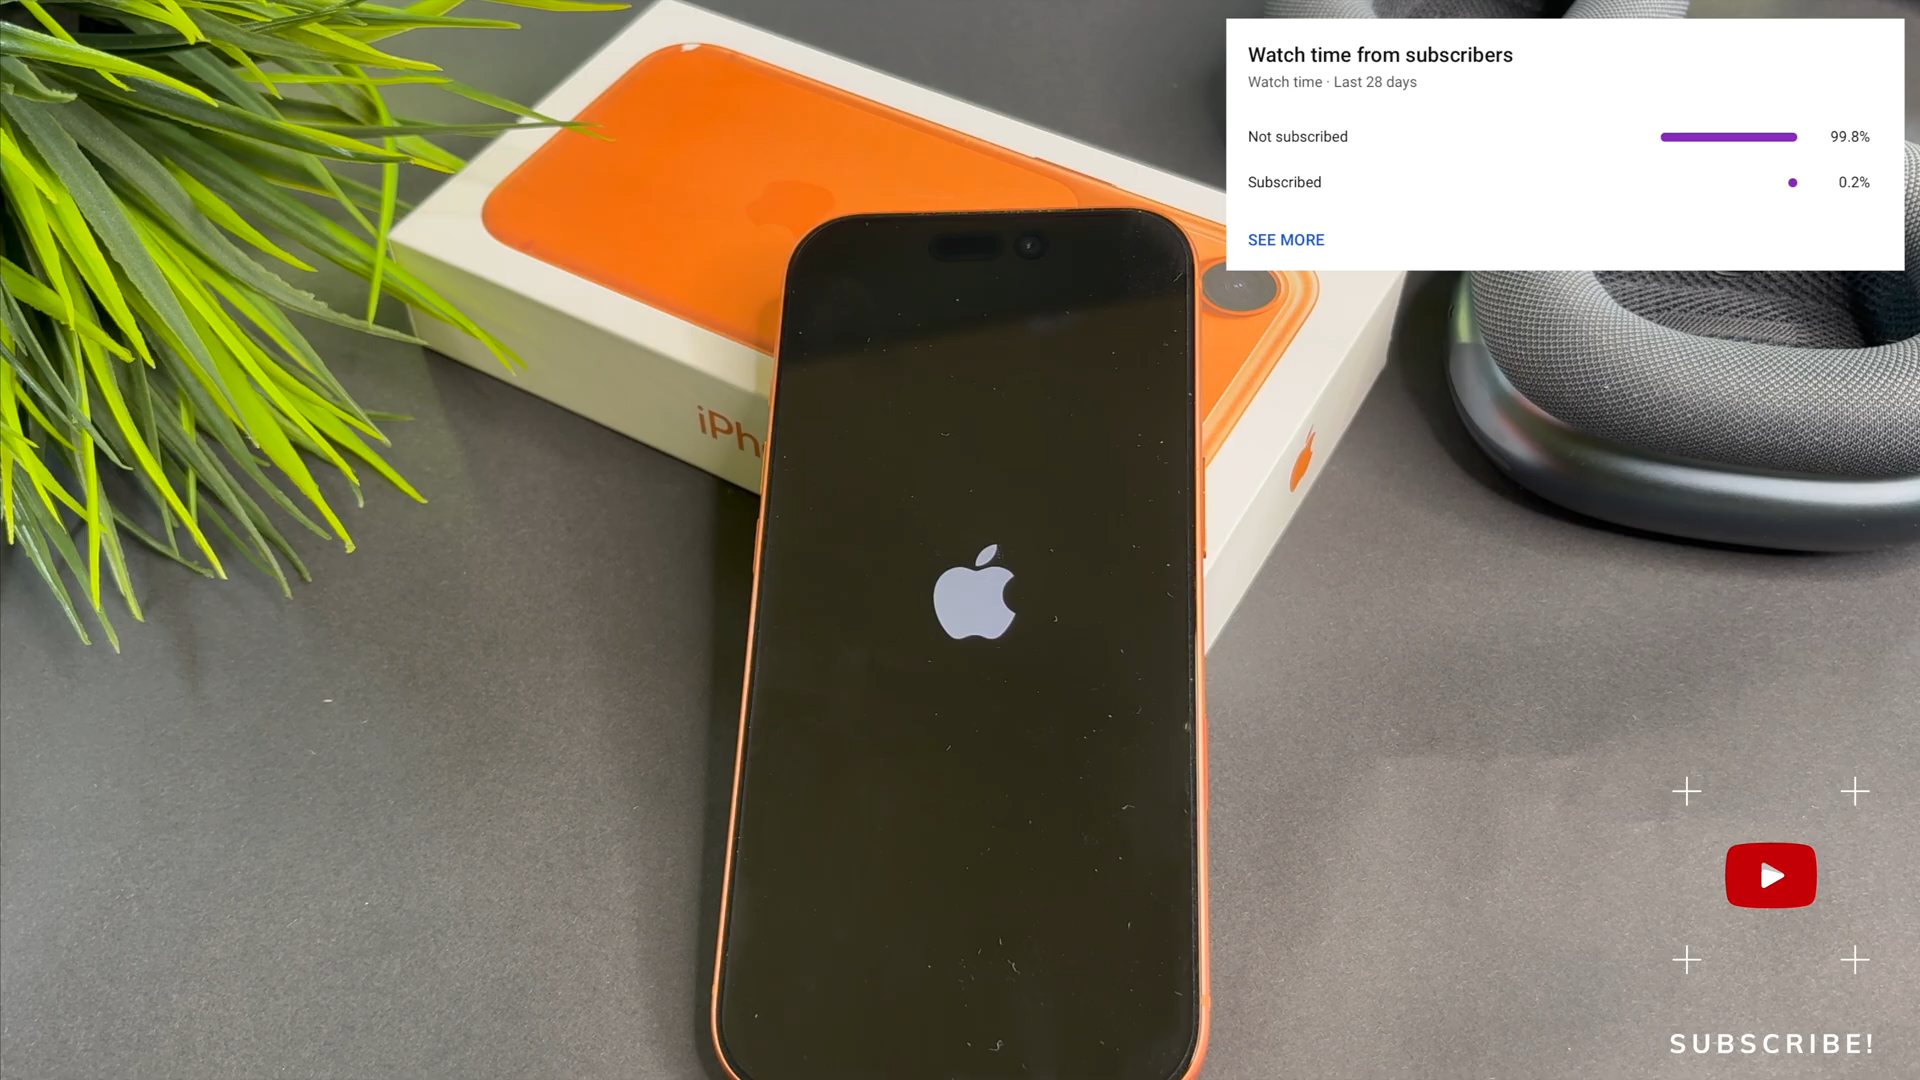 Watch time from subscribers
Watch time · Last 28 days
Not subscribed 99.8%
Subscribed 0.2%
SEE MORE
iPh
SUBSCRIBE!